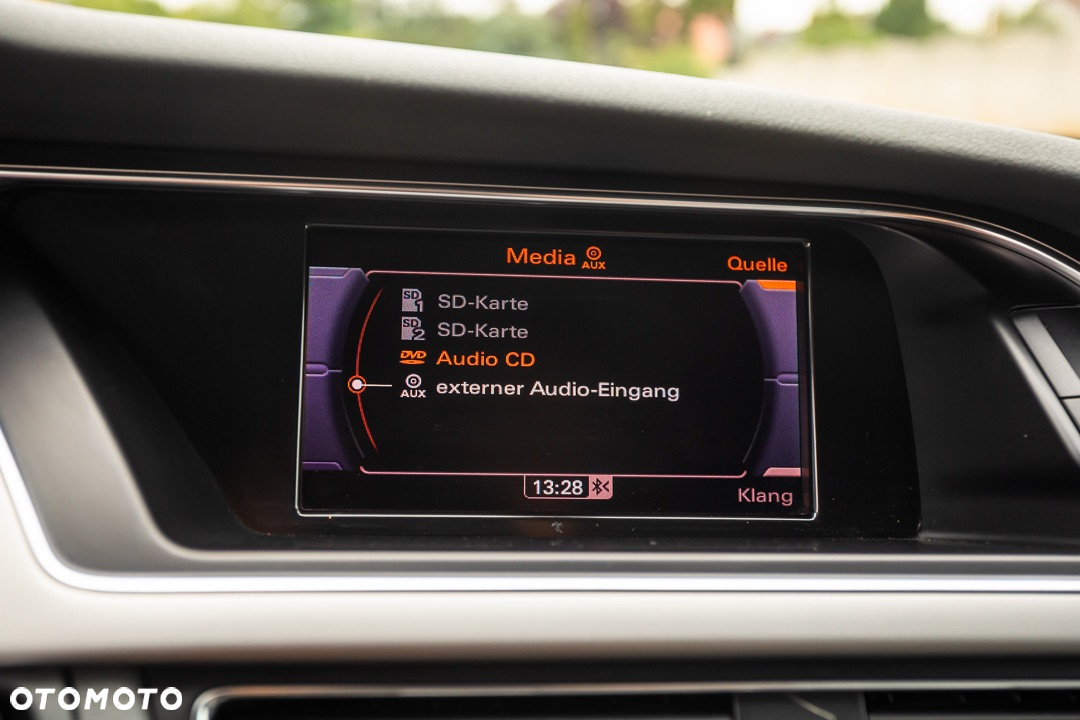 Media AUX
Quelle
SD 1 SD-Karte
SD 2 SD-Karte
DVD Audio CD
AUX externer Audio-Eingang
13:28
Klang
OTOMOTO